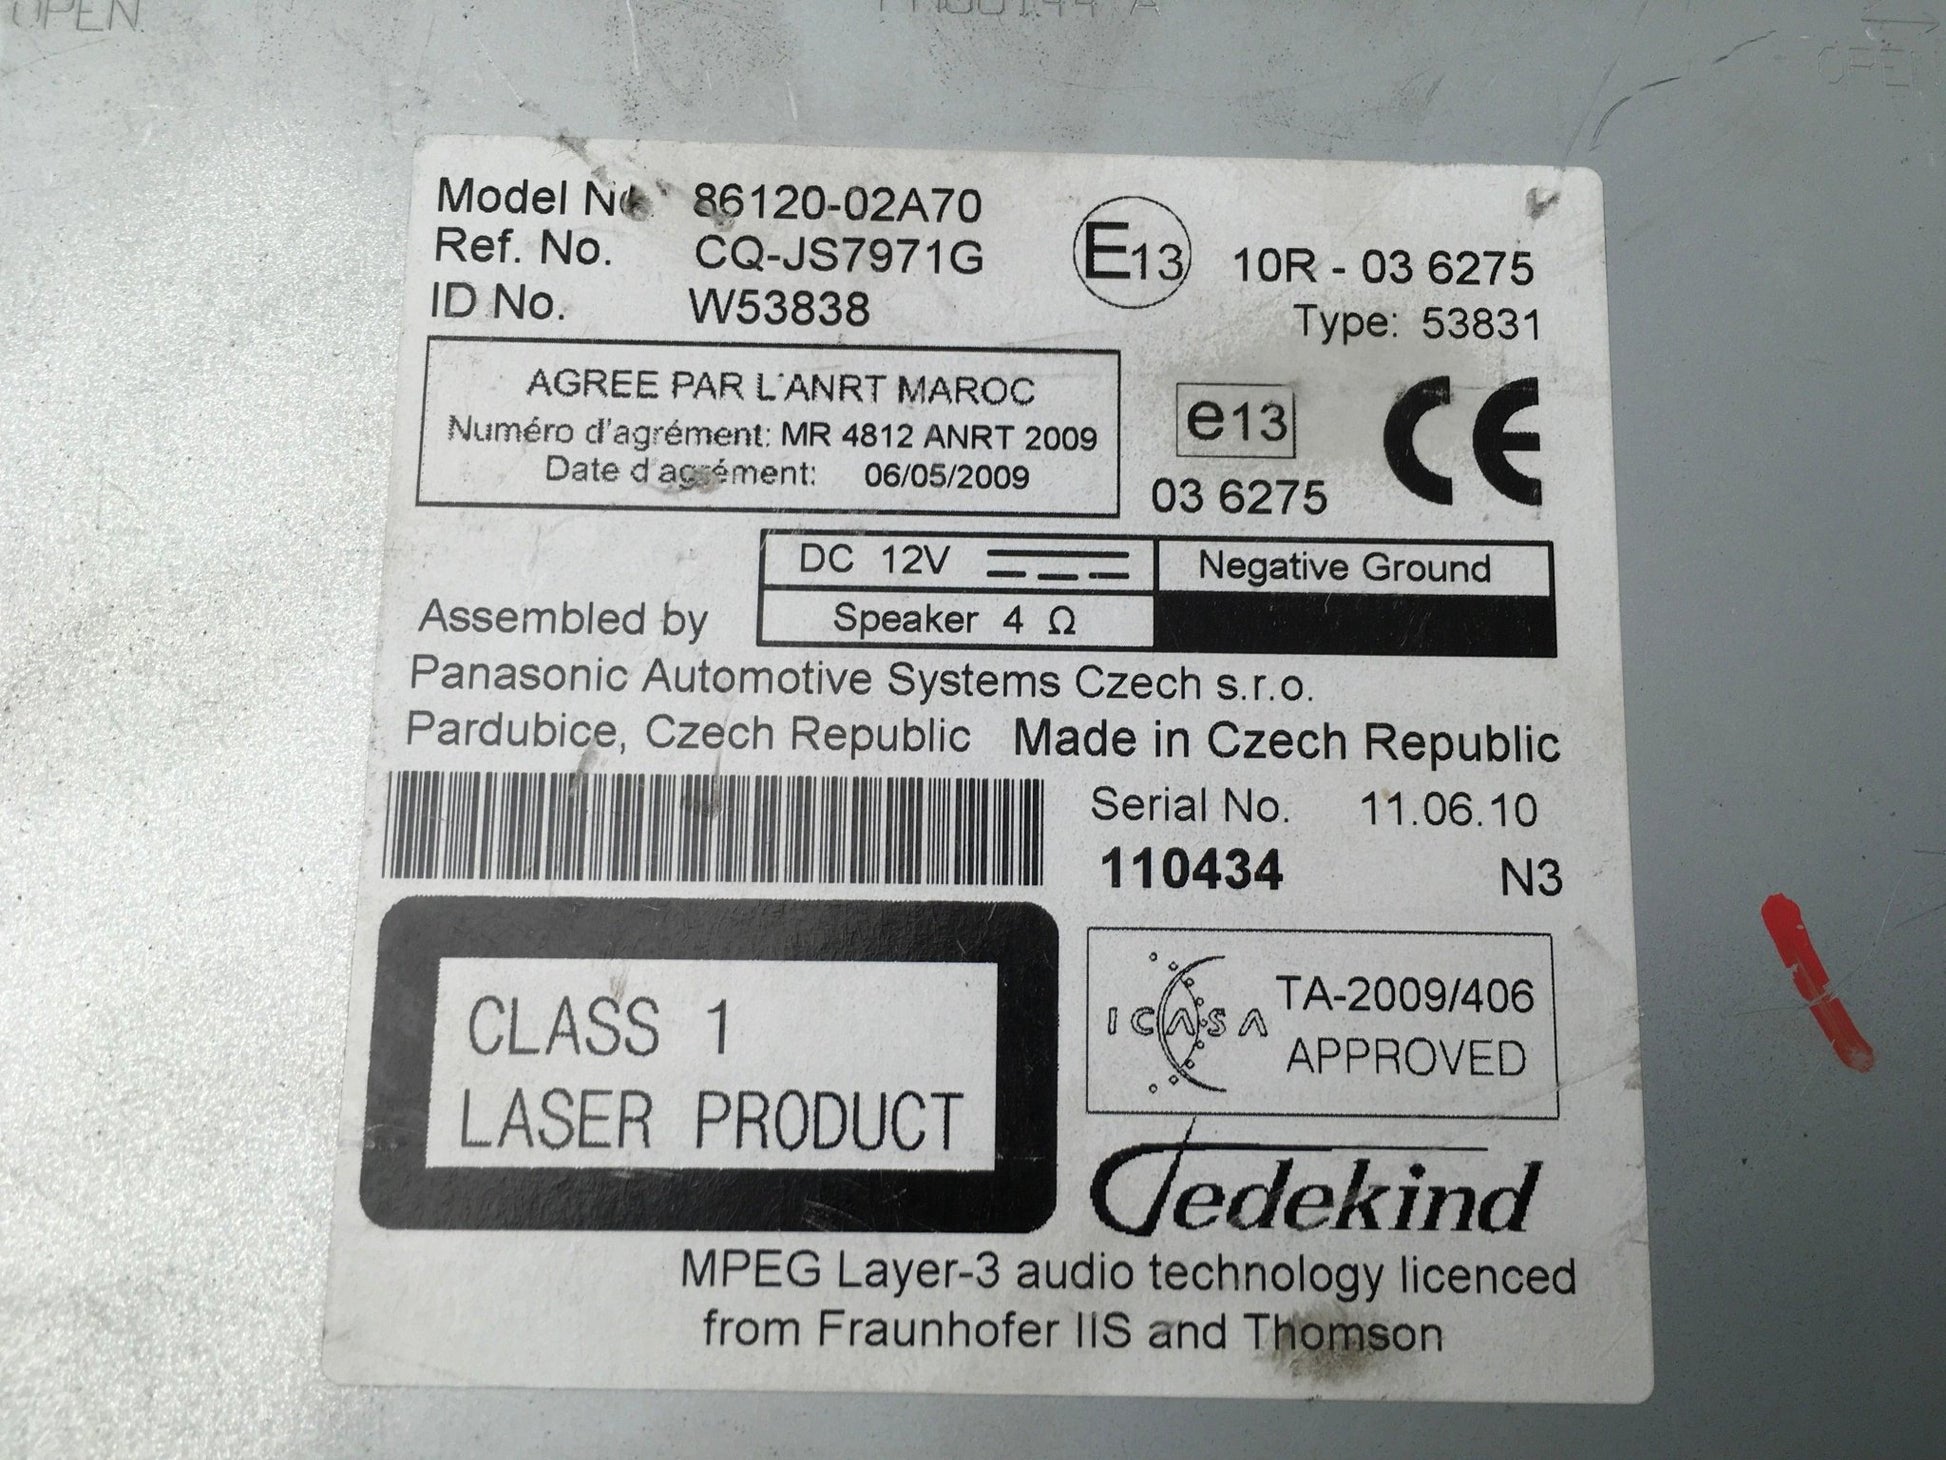 OPEN
Model No. 86120-02A70
Ref. No. CQ-JS7971G
ID No. W53838
E13 10R - 03 6275
Type: 53831
AGREE PAR L'ANRT MAROC
Numéro d'agrément: MR 4812 ANRT 2009
Date d'agrément: 06/05/2009
e13
CE
03 6275
DC 12V Negative Ground
Speaker 4 Ω
Assembled by
Panasonic Automotive Systems Czech s.r.o.
Pardubice, Czech Republic Made in Czech Republic
Serial No. 11.06.10
110434 N3
CLASS 1
LASER PRODUCT
ICASA TA-2009/406
APPROVED
Jedekind
MPEG Layer-3 audio technology licenced
from Fraunhofer IIS and Thomson